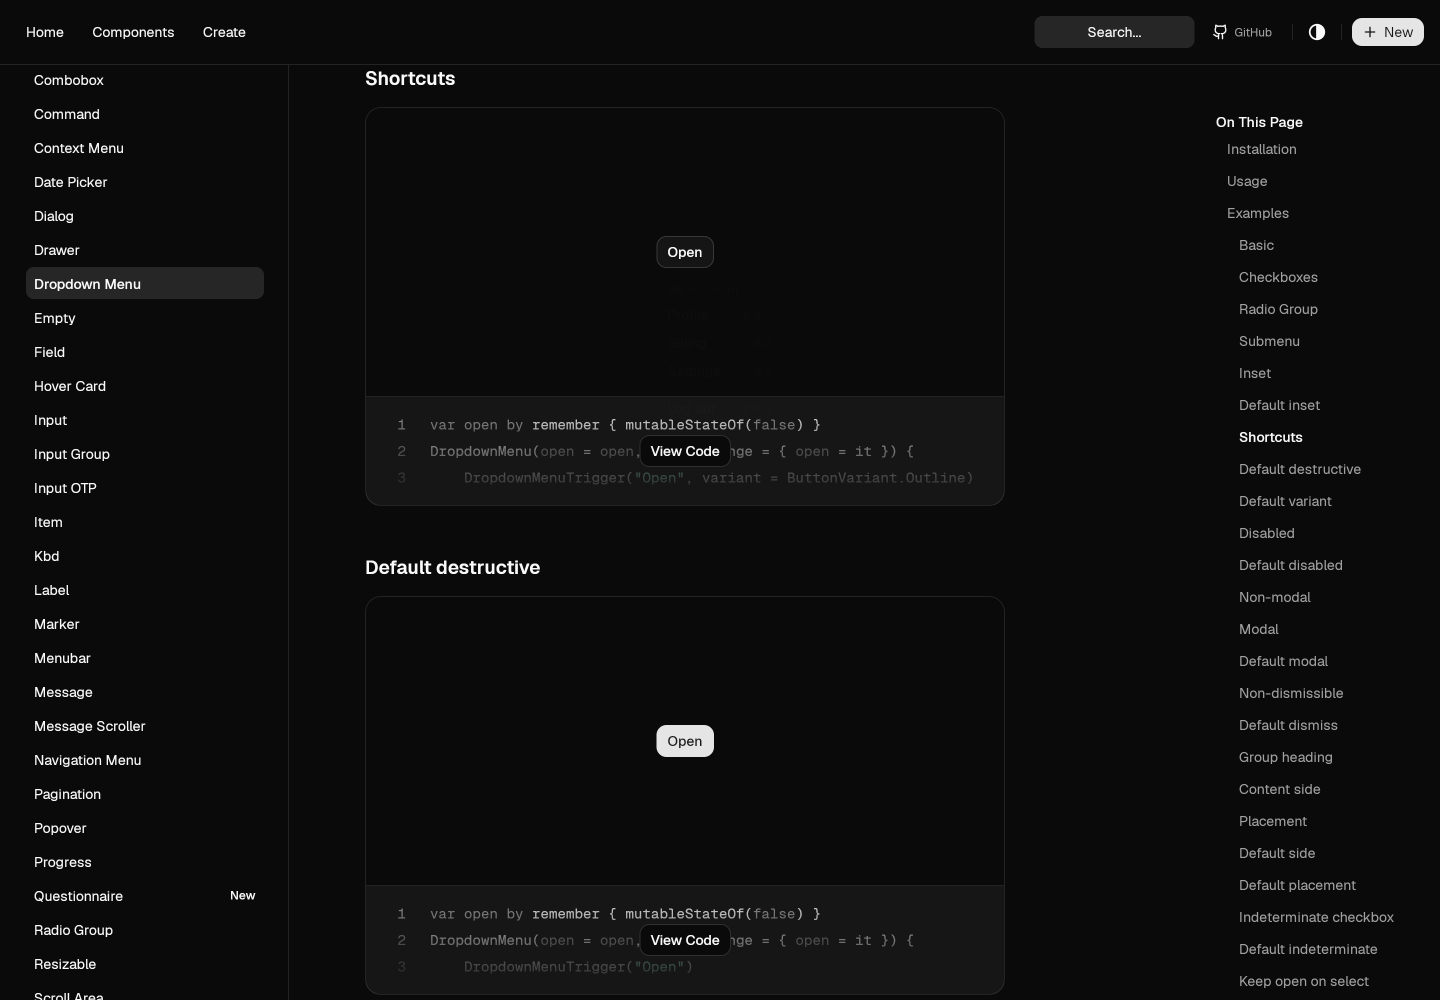 Home Components Create Search... GitHub New
Combobox
Command
Context Menu
Date Picker
Dialog
Drawer
Dropdown Menu
Empty
Field
Hover Card
Input
Input Group
Input OTP
Item
Kbd
Label
Marker
Menubar
Message
Message Scroller
Navigation Menu
Pagination
Popover
Progress
Questionnaire New
Radio Group
Resizable
Scroll Area
Shortcuts
Open
1 var open by remember { mutableStateOf(false) }
2 DropdownMenu(open = open, nge = { open = it }) {
View Code
3 DropdownMenuTrigger("Open", variant = ButtonVariant.Outline)
Default destructive
Open
1 var open by remember { mutableStateOf(false) }
2 DropdownMenu(open = open, nge = { open = it }) {
View Code
3 DropdownMenuTrigger("Open")
On This Page
Installation
Usage
Examples
Basic
Checkboxes
Radio Group
Submenu
Inset
Default inset
Shortcuts
Default destructive
Default variant
Disabled
Default disabled
Non-modal
Modal
Default modal
Non-dismissible
Default dismiss
Group heading
Content side
Placement
Default side
Default placement
Indeterminate checkbox
Default indeterminate
Keep open on select